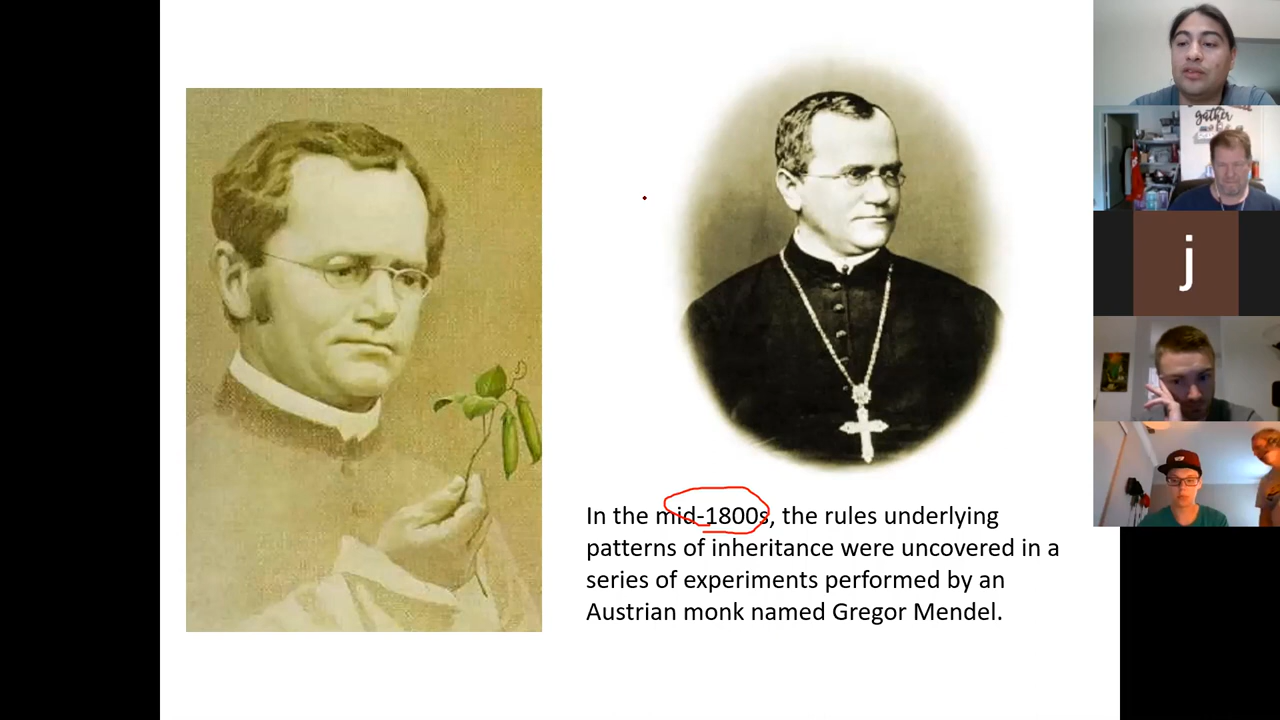 In the mid-1800s, the rules underlying
patterns of inheritance were uncovered in a
series of experiments performed by an
Austrian monk named Gregor Mendel.
gather
j